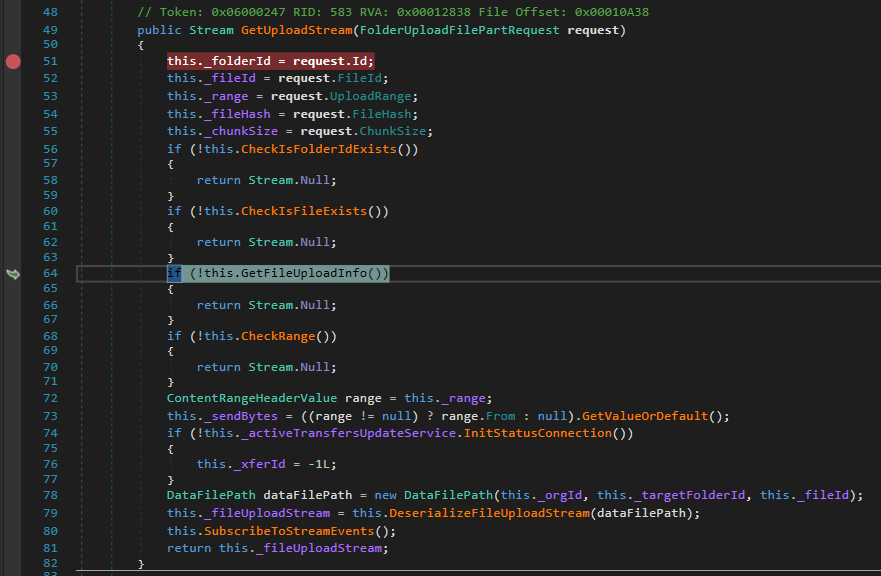 48 // Token: 0x06000247 RID: 583 RVA: 0x00012838 File Offset: 0x00010A38
49 public Stream GetUploadStream(FolderUploadFilePartRequest request)
50 {
51 this._folderId = request.Id;
52 this._fileId = request.FileId;
53 this._range = request.UploadRange;
54 this._fileHash = request.FileHash;
55 this._chunkSize = request.ChunkSize;
56 if (!this.CheckIsFolderIdExists())
57 {
58 return Stream.Null;
59 }
60 if (!this.CheckIsFileExists())
61 {
62 return Stream.Null;
63 }
64 if (!this.GetFileUploadInfo())
65 {
66 return Stream.Null;
67 }
68 if (!this.CheckRange())
69 {
70 return Stream.Null;
71 }
72 ContentRangeHeaderValue range = this._range;
73 this._sendBytes = ((range != null) ? range.From : null).GetValueOrDefault();
74 if (!this._activeTransfersUpdateService.InitStatusConnection())
75 {
76 this._xferId = -1L;
77 }
78 DataFilePath dataFilePath = new DataFilePath(this._orgId, this._targetFolderId, this._fileId);
79 this._fileUploadStream = this.DeserializeFileUploadStream(dataFilePath);
80 this.SubscribeToStreamEvents();
81 return this._fileUploadStream;
82 }
83